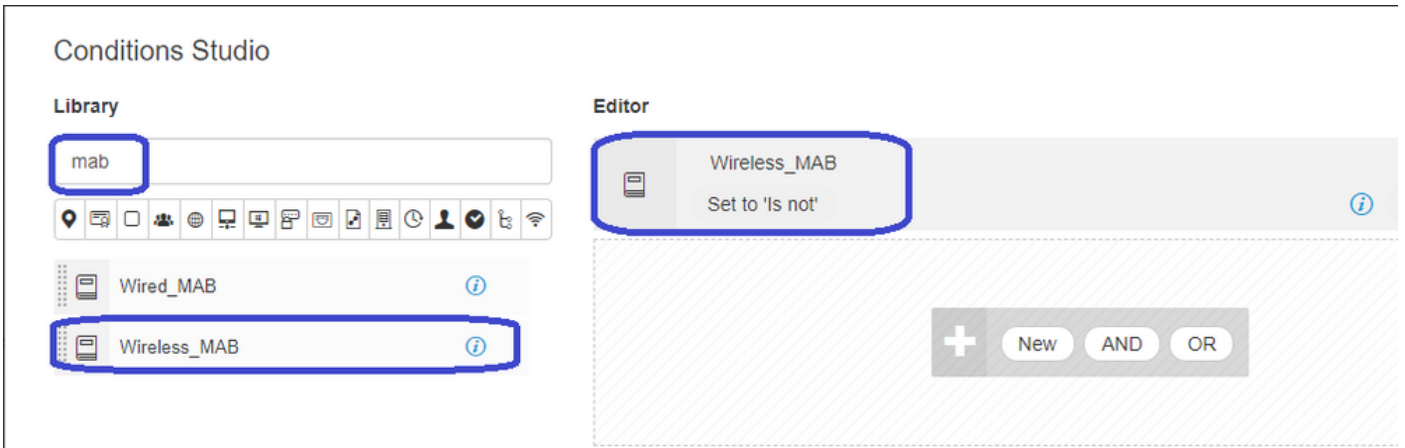 Conditions Studio
Library
mab
Wired_MAB
Wireless_MAB
Editor
Wireless_MAB
Set to 'Is not'
New AND OR